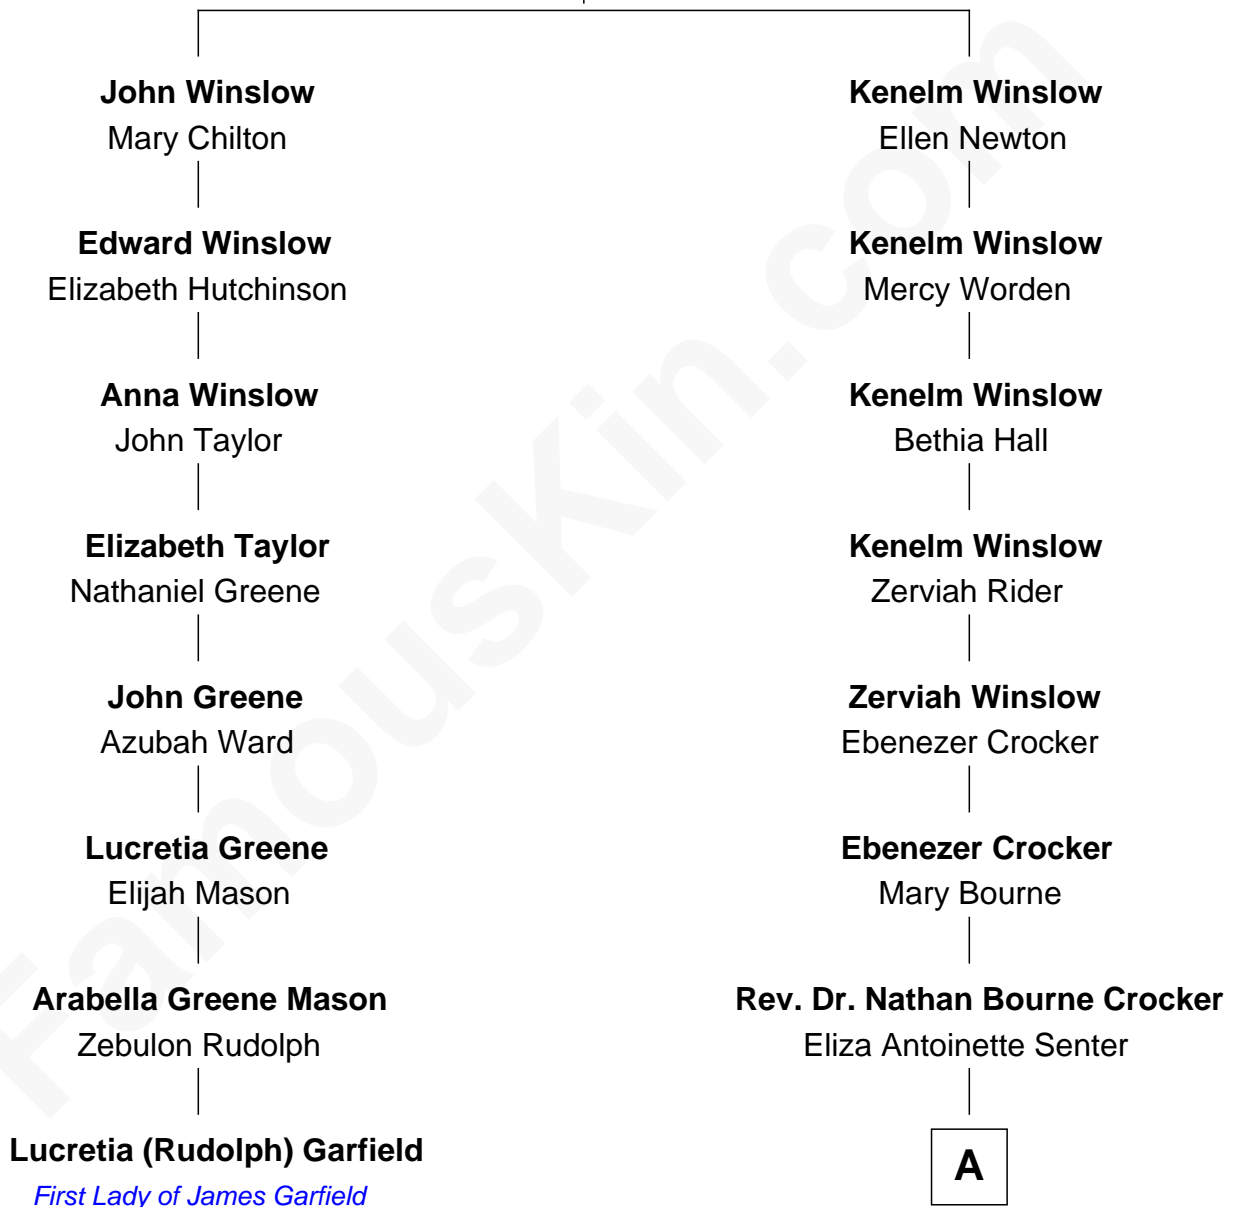 John Winslow
Mary Chilton
Edward Winslow
Elizabeth Hutchinson
Anna Winslow
John Taylor
Elizabeth Taylor
Nathaniel Greene
John Greene
Azubah Ward
Lucretia Greene
Elijah Mason
Arabella Greene Mason
Zebulon Rudolph
Lucretia (Rudolph) Garfield
First Lady of James Garfield
Kenelm Winslow
Ellen Newton
Kenelm Winslow
Mercy Worden
Kenelm Winslow
Bethia Hall
Kenelm Winslow
Zerviah Rider
Zerviah Winslow
Ebenezer Crocker
Ebenezer Crocker
Mary Bourne
Rev. Dr. Nathan Bourne Crocker
Eliza Antoinette Senter
A
FamousKin.com